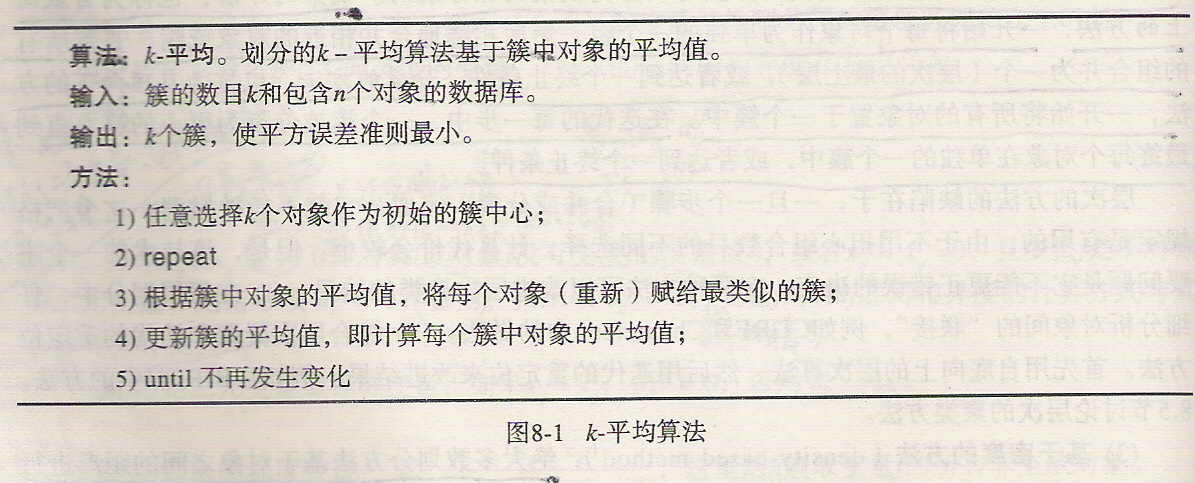 算法：k-平均。划分的k–平均算法基于簇中对象的平均值。
输入：簇的数目k和包含n个对象的数据库。
输出：k个簇，使平方误差准则最小。
方法：
1) 任意选择k个对象作为初始的簇中心；
2) repeat
3) 根据簇中对象的平均值，将每个对象（重新）赋给最类似的簇；
4) 更新簇的平均值，即计算每个簇中对象的平均值；
5) until 不再发生变化
图8-1 k-平均算法